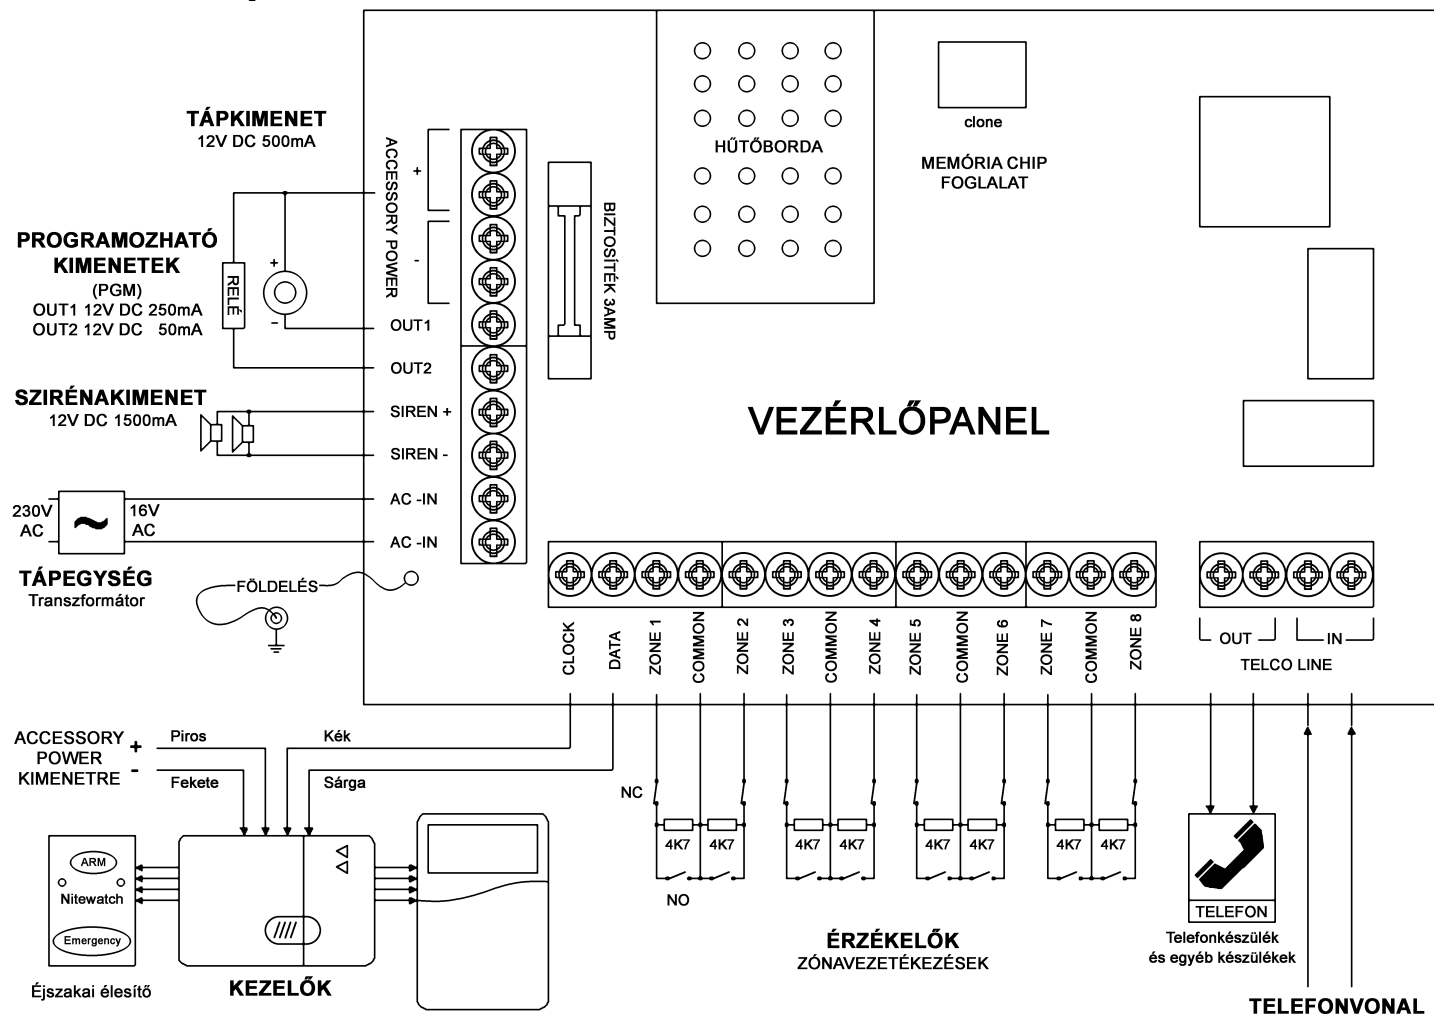 TÁPKIMENET
12V DC 500mA
PROGRAMOZHATÓ
KIMENETEK
(PGM)
OUT1 12V DC 250mA
OUT2 12V DC 50mA
RELÉ
+
-
SZIRÉNAKIMENET
12V DC 1500mA
230V
AC
~
16V
AC
TÁPEGYSÉG
Transzformátor
FÖLDELÉS
ACCESSORY POWER
+
-
OUT1
OUT2
SIREN +
SIREN -
AC -IN
AC -IN
BIZTOSÍTÉK 3AMP
HŰTŐBORDA
clone
MEMÓRIA CHIP
FOGLALAT
VEZÉRLŐPANEL
CLOCK
DATA
ZONE 1
COMMON
ZONE 2
ZONE 3
COMMON
ZONE 4
ZONE 5
COMMON
ZONE 6
ZONE 7
COMMON
ZONE 8
OUT
IN
TELCO LINE
ACCESSORY
POWER
KIMENETRE
+
-
Piros
Fekete
Kék
Sárga
NC
4K7
4K7
4K7
4K7
4K7
4K7
4K7
4K7
NO
ARM
Nitewatch
Emergency
Éjszakai élesítő
KEZELŐK
ÉRZÉKELŐK
ZÓNAVEZETÉKEZÉSEK
TELEFON
Telefonkészülék
és egyéb készülékek
TELEFONVONAL